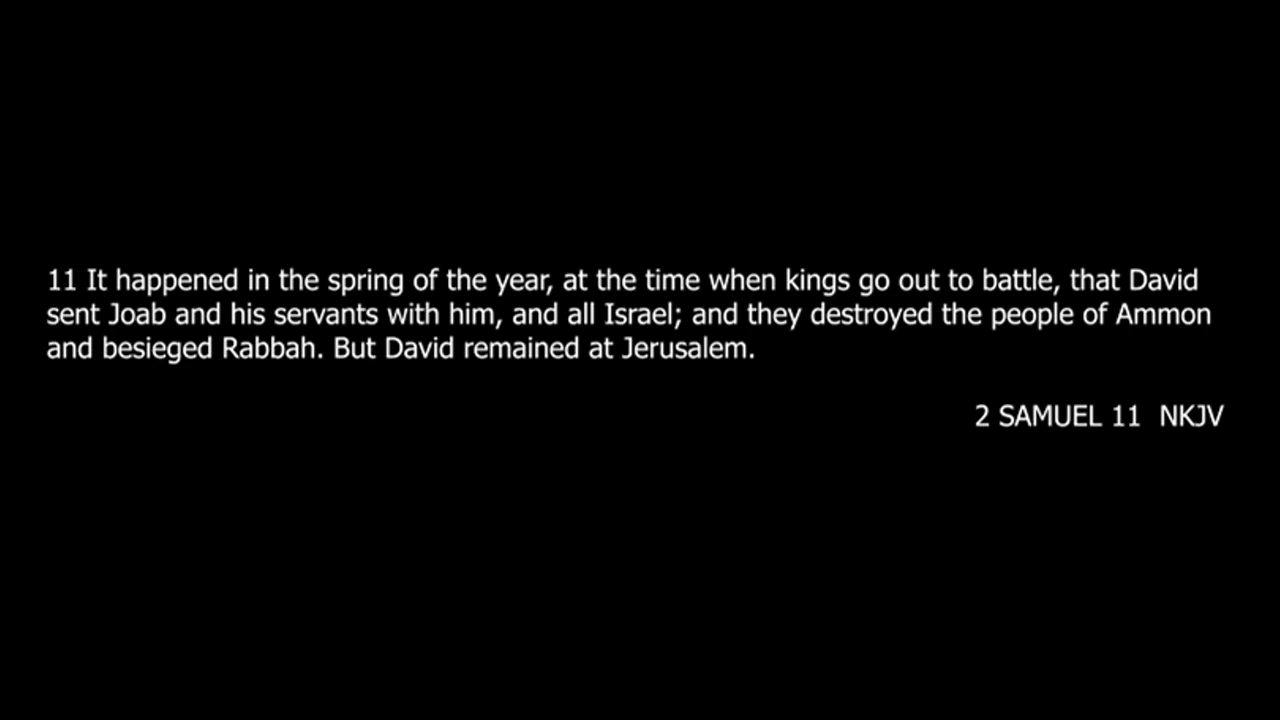 11 It happened in the spring of the year, at the time when kings go out to battle, that David
sent Joab and his servants with him, and all Israel; and they destroyed the people of Ammon
and besieged Rabbah. But David remained at Jerusalem.
2 SAMUEL 11  NKJV